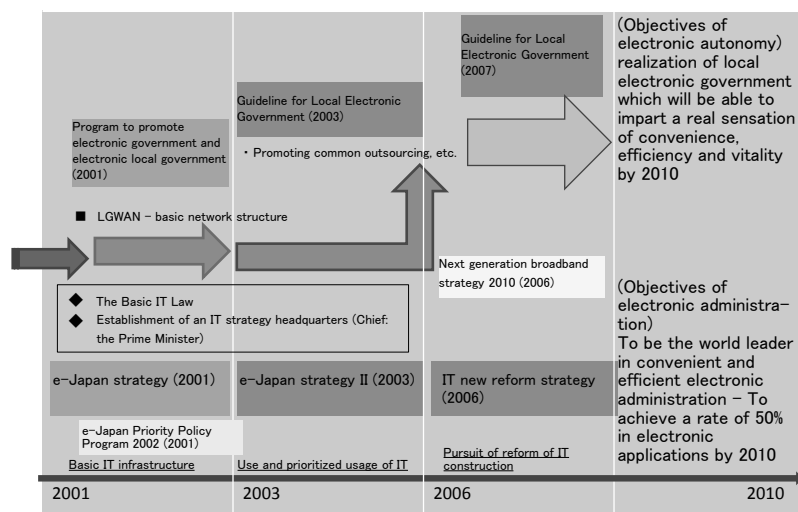 Program to promote
electronic government and
electronic local government
(2001)
■ LGWAN – basic network structure
Guideline for Local Electronic
Government (2003)
・Promoting common outsourcing, etc.
Guideline for Local
Electronic Government
(2007)
(Objectives of
electronic autonomy)
realization of local
electronic government
which will be able to
impart a real sensation
of convenience,
efficiency and vitality
by 2010
Next generation broadband
strategy 2010 (2006)
◆ The Basic IT Law
◆ Establishment of an IT strategy headquarters (Chief:
the Prime Minister)
(Objectives of
electronic administra-
tion)
To be the world leader
in convenient and
efficient electronic
administration – To
achieve a rate of 50%
in electronic
applications by 2010
e-Japan strategy (2001)
e-Japan strategy II (2003)
IT new reform strategy
(2006)
e-Japan Priority Policy
Program 2002 (2001)
Basic IT infrastructure
Use and prioritized usage of IT
Pursuit of reform of IT
construction
2001
2003
2006
2010